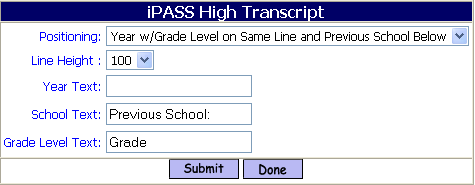 iPASS High Transcript
Positioning: Year w/Grade Level on Same Line and Previous School Below
Line Height : 100
Year Text:
School Text: Previous School:
Grade Level Text: Grade
Submit Done